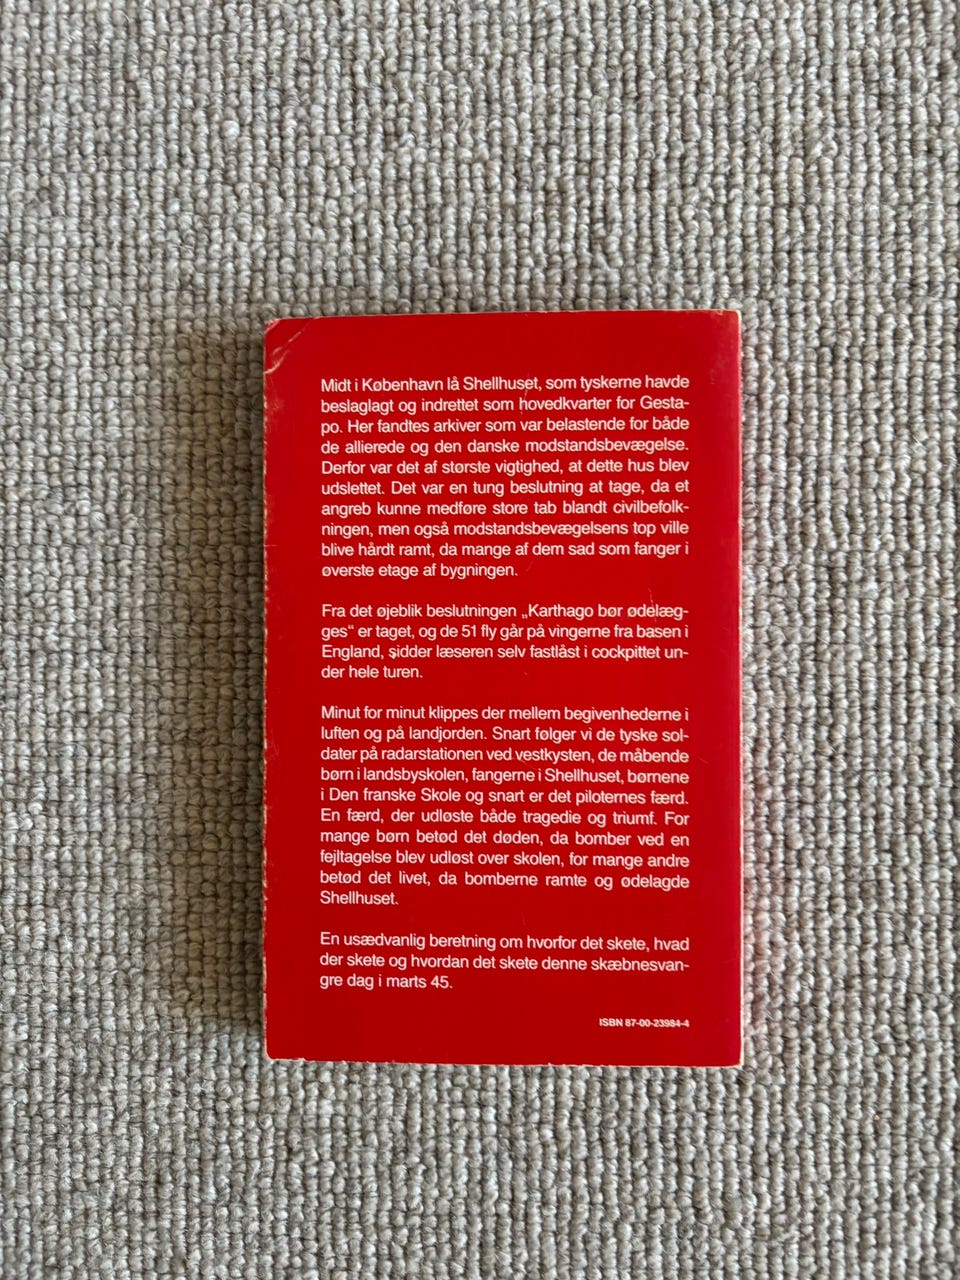 Midt i København lå Shellhuset, som tyskerne havde
beslaglagt og indrettet som hovedkvarter for Gesta-
po. Her fandtes arkiver som var belastende for både
de allierede og den danske modstandsbevægelse.
Derfor var det af største vigtighed, at dette hus blev
udslettet. Det var en tung beslutning at tage, da et
angreb kunne medføre store tab blandt civilbefolk-
ningen, men også modstandsbevægelsens top ville
blive hårdt ramt, da mange af dem sad som fanger i
øverste etage af bygningen.
Fra det øjeblik beslutningen „Karthago bør ødelæg-
ges“ er taget, og de 51 fly går på vingerne fra basen i
England, sidder læseren selv fastlåst i cockpittet un-
der hele turen.
Minut for minut klippes der mellem begivenhederne i
luften og på landjorden. Snart følger vi de tyske sol-
dater på radarstationen ved vestkysten, de måbende
børn i landsbyskolen, fangerne i Shellhuset, børnene
i Den franske Skole og snart er det piloternes færd.
En færd, der udløste både tragedie og triumf. For
mange børn betød det døden, da bomber ved en
fejltagelse blev udløst over skolen, for mange andre
betød det livet, da bomberne ramte og ødelagde
Shellhuset.
En usædvanlig beretning om hvorfor det skete, hvad
der skete og hvordan det skete denne skæbnesvan-
gre dag i marts 45.
ISBN 87-00-23984-4